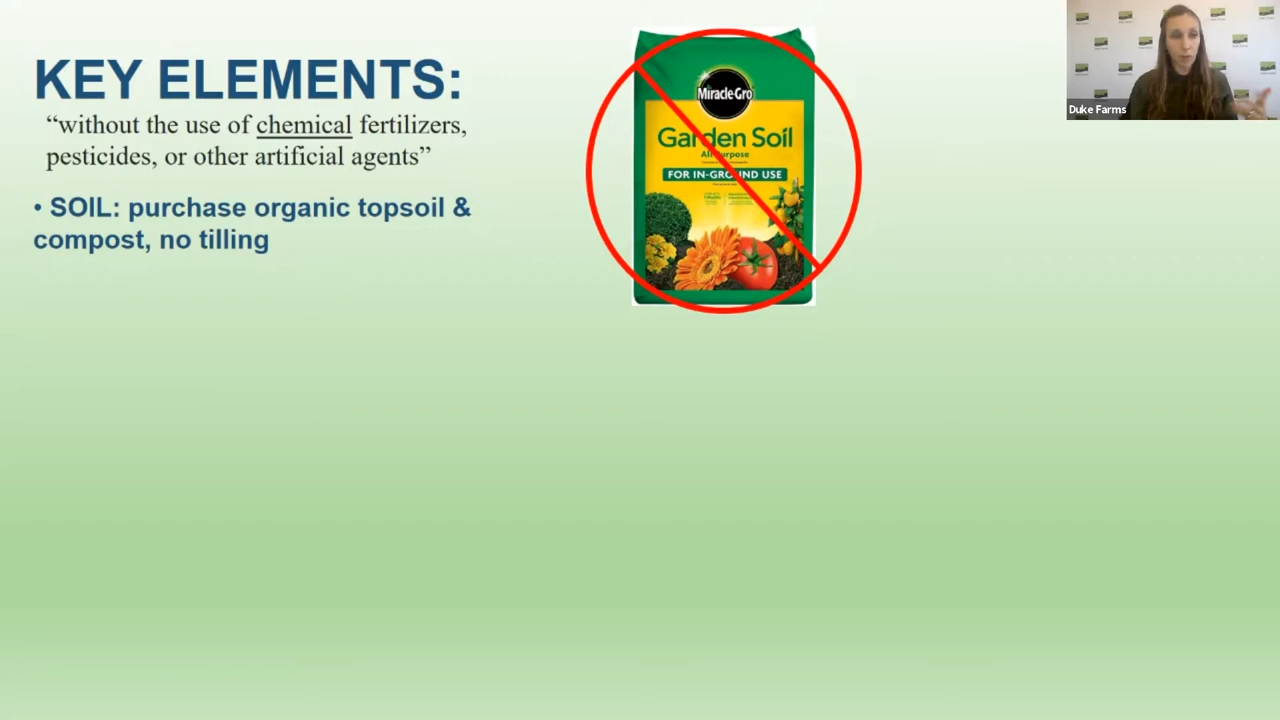 KEY ELEMENTS:
“without the use of chemical fertilizers,
pesticides, or other artificial agents”
• SOIL: purchase organic topsoil &
compost, no tilling
Miracle-Gro
Garden Soil
All Purpose
FOR IN-GROUND USE
Duke Farms